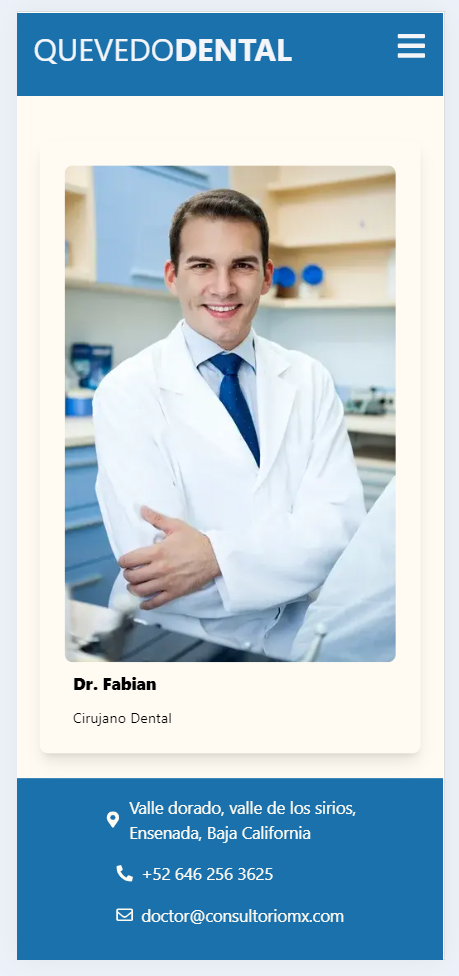 QUEVEDODENTAL
Dr. Fabian
Cirujano Dental
Valle dorado, valle de los sirios,
Ensenada, Baja California
+52 646 256 3625
doctor@consultoriomx.com